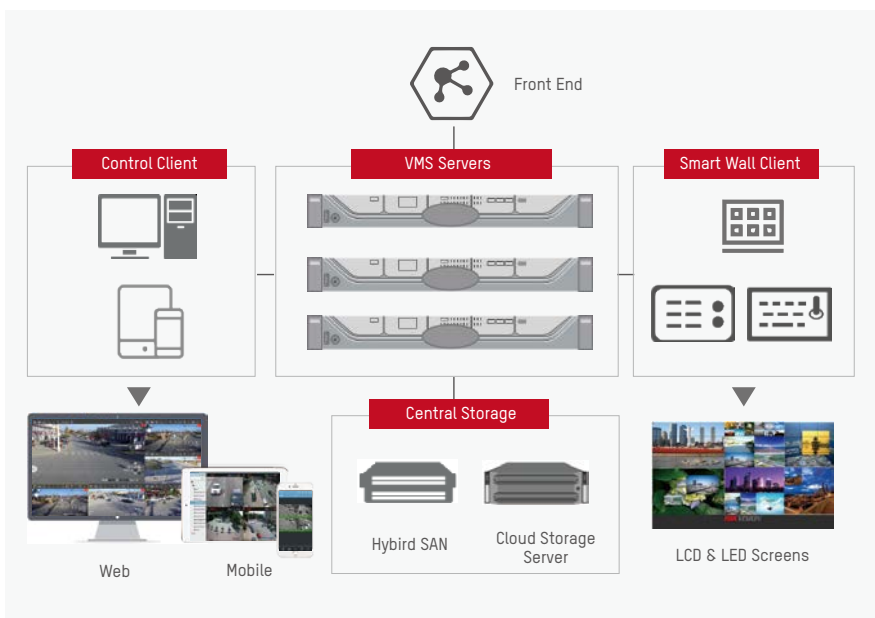 Front End
Control Client
VMS Servers
Smart Wall Client
Central Storage
Hybird SAN
Cloud Storage
Server
Web
Mobile
LCD & LED Screens